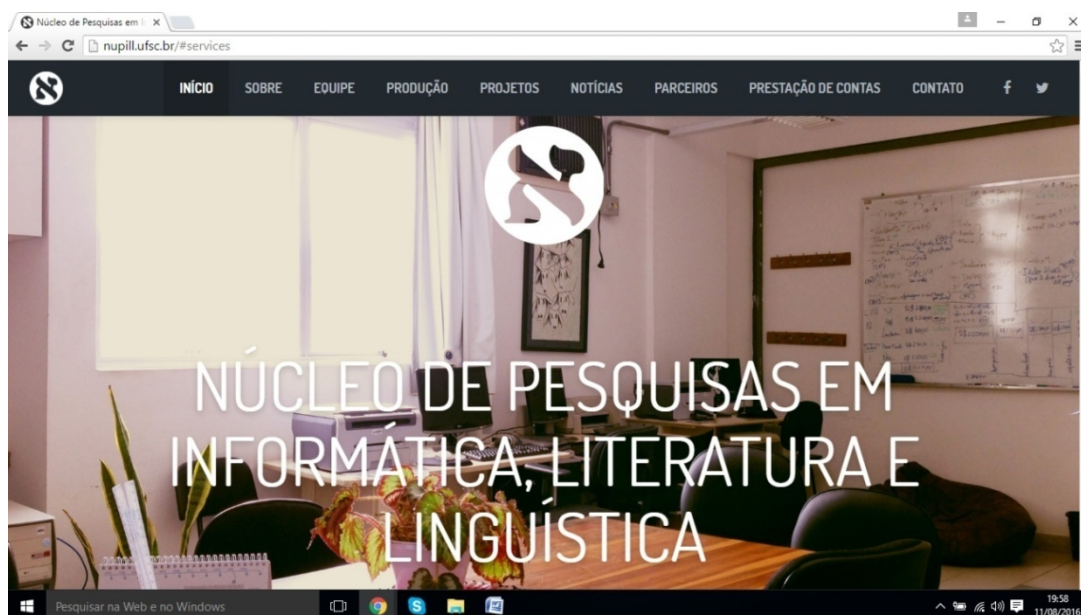 Núcleo de Pesquisas em
nupill.ufsc.br/#services
INÍCIO SOBRE EQUIPE PRODUÇÃO PROJETOS NOTÍCIAS PARCEIROS PRESTAÇÃO DE CONTAS CONTATO
NÚCLEO DE PESQUISAS EM
INFORMÁTICA, LITERATURA E
LINGUÍSTICA
Pesquisar na Web e no Windows
19:58
11/08/2016